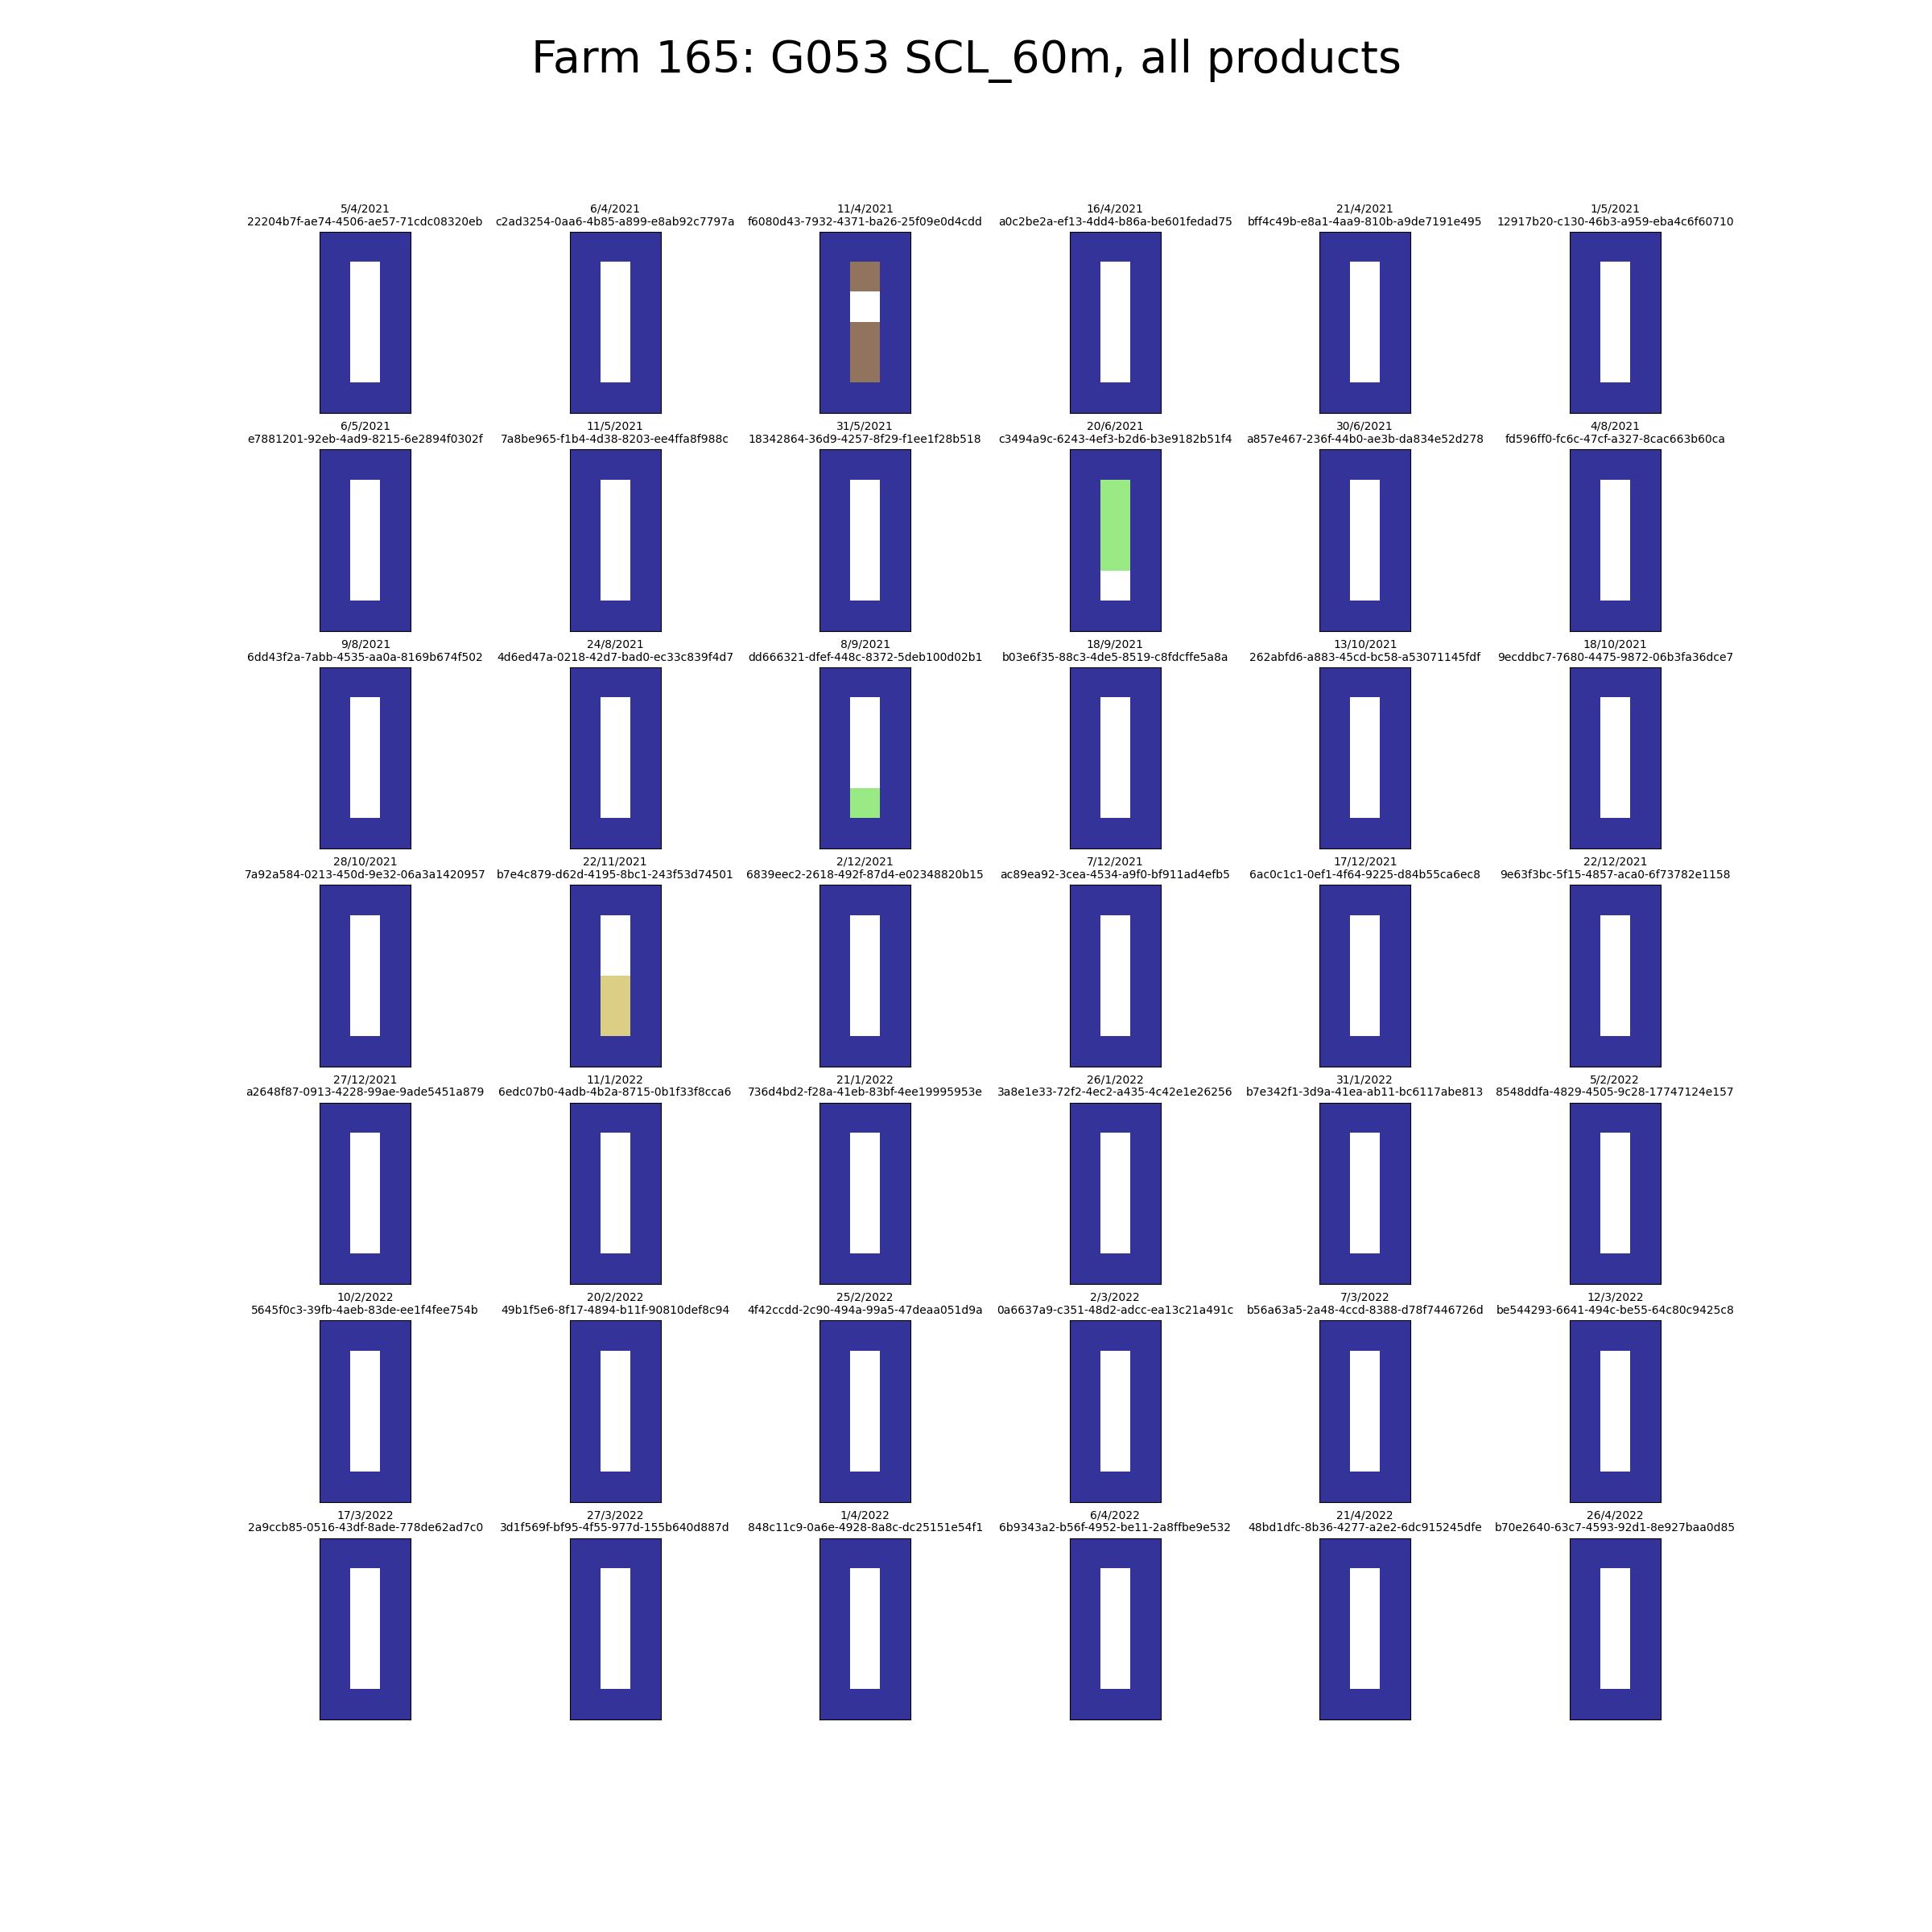 Farm 165: G053 SCL_60m, all products
5/4/2021 6/4/2021 11/4/2021 16/4/2021 21/4/2021 1/5/2021
22204b7f-ae74-4506-ae57-71cdc08320eb c2ad3254-0aa6-4b85-a899-e8ab92c7797a f6080d43-7932-4371-ba26-25f09e0d4cdd a0c2be2a-ef13-4dd4-b86a-be601fedad75 bff4c49b-e8a1-4aa9-810b-a9de7191e495 12917b20-c130-46b3-a959-eba4c6f60710
6/5/2021 11/5/2021 31/5/2021 20/6/2021 30/6/2021 4/8/2021
e7881201-92eb-4ad9-8215-6e2894f0302f 7a8be965-f1b4-4d38-8203-ee4ffa8f988c 18342864-36d9-4257-8f29-f1ee1f28b518 c3494a9c-6243-4ef3-b2d6-b3e9182b51f4 a857e467-236f-44b0-ae3b-da834e52d278 fd596ff0-fc6c-47cf-a327-8cac663b60ca
9/8/2021 24/8/2021 8/9/2021 18/9/2021 13/10/2021 18/10/2021
6dd43f2a-7abb-4535-aa0a-8169b674f502 4d6ed47a-0218-42d7-bad0-ec33c839f4d7 dd666321-dfef-448c-8372-5deb100d02b1 b03e6f35-88c3-4de5-8519-c8fdcffe5a8a 262abfd6-a883-45cd-bc58-a53071145fdf 9ecddbc7-7680-4475-9872-06b3fa36dce7
28/10/2021 22/11/2021 2/12/2021 7/12/2021 17/12/2021 22/12/2021
7a92a584-0213-450d-9e32-06a3a1420957 b7e4c879-d62d-4195-8bc1-243f53d74501 6839eec2-2618-492f-87d4-e02348820b15 ac89ea92-3cea-4534-a9f0-bf911ad4efb5 6ac0c1c1-0ef1-4f64-9225-d84b55ca6ec8 9e63f3bc-5f15-4857-aca0-6f73782e1158
27/12/2021 11/1/2022 21/1/2022 26/1/2022 31/1/2022 5/2/2022
a2648f87-0913-4228-99ae-9ade5451a879 6edc07b0-4adb-4b2a-8715-0b1f33f8cca6 736d4bd2-f28a-41eb-83bf-4ee19995953e 3a8e1e33-72f2-4ec2-a435-4c42e1e26256 b7e342f1-3d9a-41ea-ab11-bc6117abe813 8548ddfa-4829-4505-9c28-17747124e157
10/2/2022 20/2/2022 25/2/2022 2/3/2022 7/3/2022 12/3/2022
5645f0c3-39fb-4aeb-83de-ee1f4fee754b 49b1f5e6-8f17-4894-b11f-90810def8c94 4f42ccdd-2c90-494a-99a5-47deaa051d9a 0a6637a9-c351-48d2-adcc-ea13c21a491c b56a63a5-2a48-4ccd-8388-d78f7446726d be544293-6641-494c-be55-64c80c9425c8
17/3/2022 27/3/2022 1/4/2022 6/4/2022 21/4/2022 26/4/2022
2a9ccb85-0516-43df-8ade-778de62ad7c0 3d1f569f-bf95-4f55-977d-155b640d887d 848c11c9-0a6e-4928-8a8c-dc25151e54f1 6b9343a2-b56f-4952-be11-2a8ffbe9e532 48bd1dfc-8b36-4277-a2e2-6dc915245dfe b70e2640-63c7-4593-92d1-8e927baa0d85